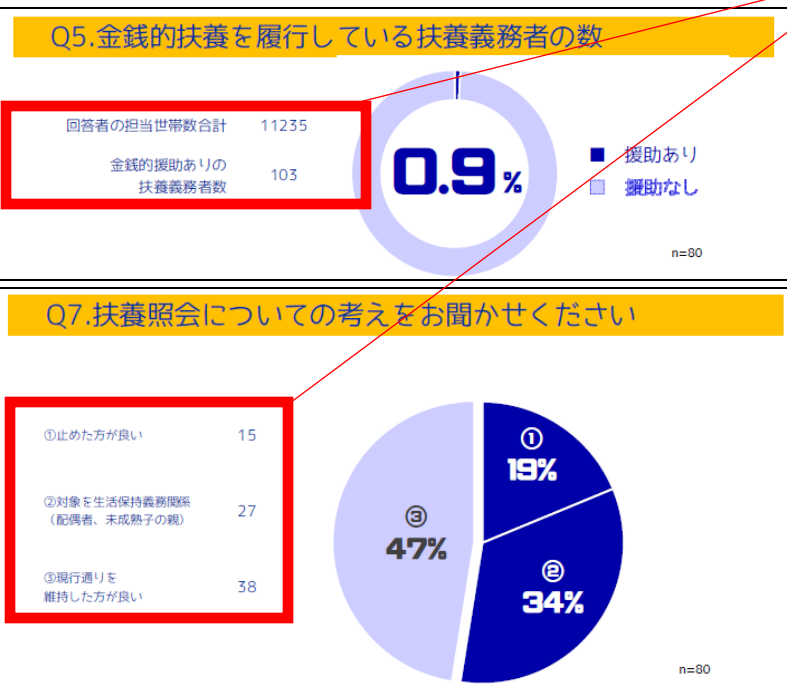 Q5.金銭的扶養を履行している扶養義務者の数
回答者の担当世帯数合計 11235
金銭的援助ありの
扶養義務者数 103
0.9%
援助あり
援助なし
n=80
Q7.扶養照会についての考えをお聞かせください
①止めた方が良い 15
②対象を生活保持義務関係
（配偶者、未成熟子の親） 27
③現行通りを
維持した方が良い 38
①
19%
②
34%
③
47%
n=80